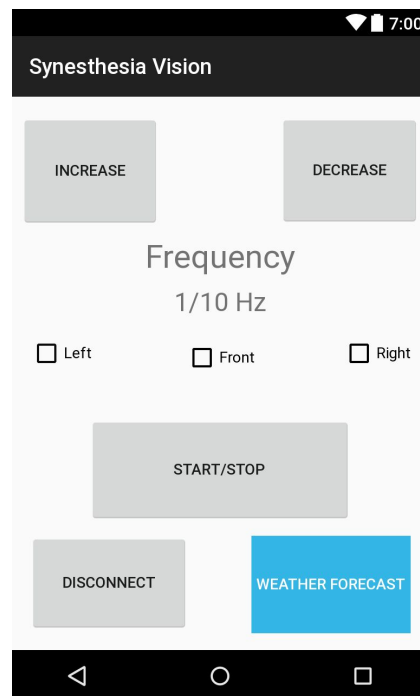 7:00
Synesthesia Vision
INCREASE
DECREASE
Frequency
1/10 Hz
Left
Front
Right
START/STOP
DISCONNECT
WEATHER FORECAST